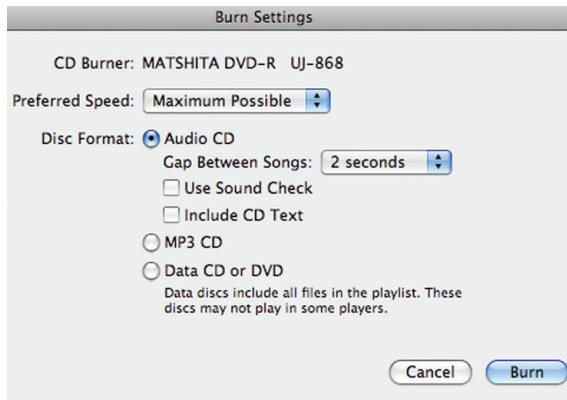 Burn Settings
CD Burner: MATSHITA DVD-R UJ-868
Preferred Speed: Maximum Possible
Disc Format: Audio CD
Gap Between Songs: 2 seconds
Use Sound Check
Include CD Text
MP3 CD
Data CD or DVD
Data discs include all files in the playlist. These
discs may not play in some players.
Cancel Burn